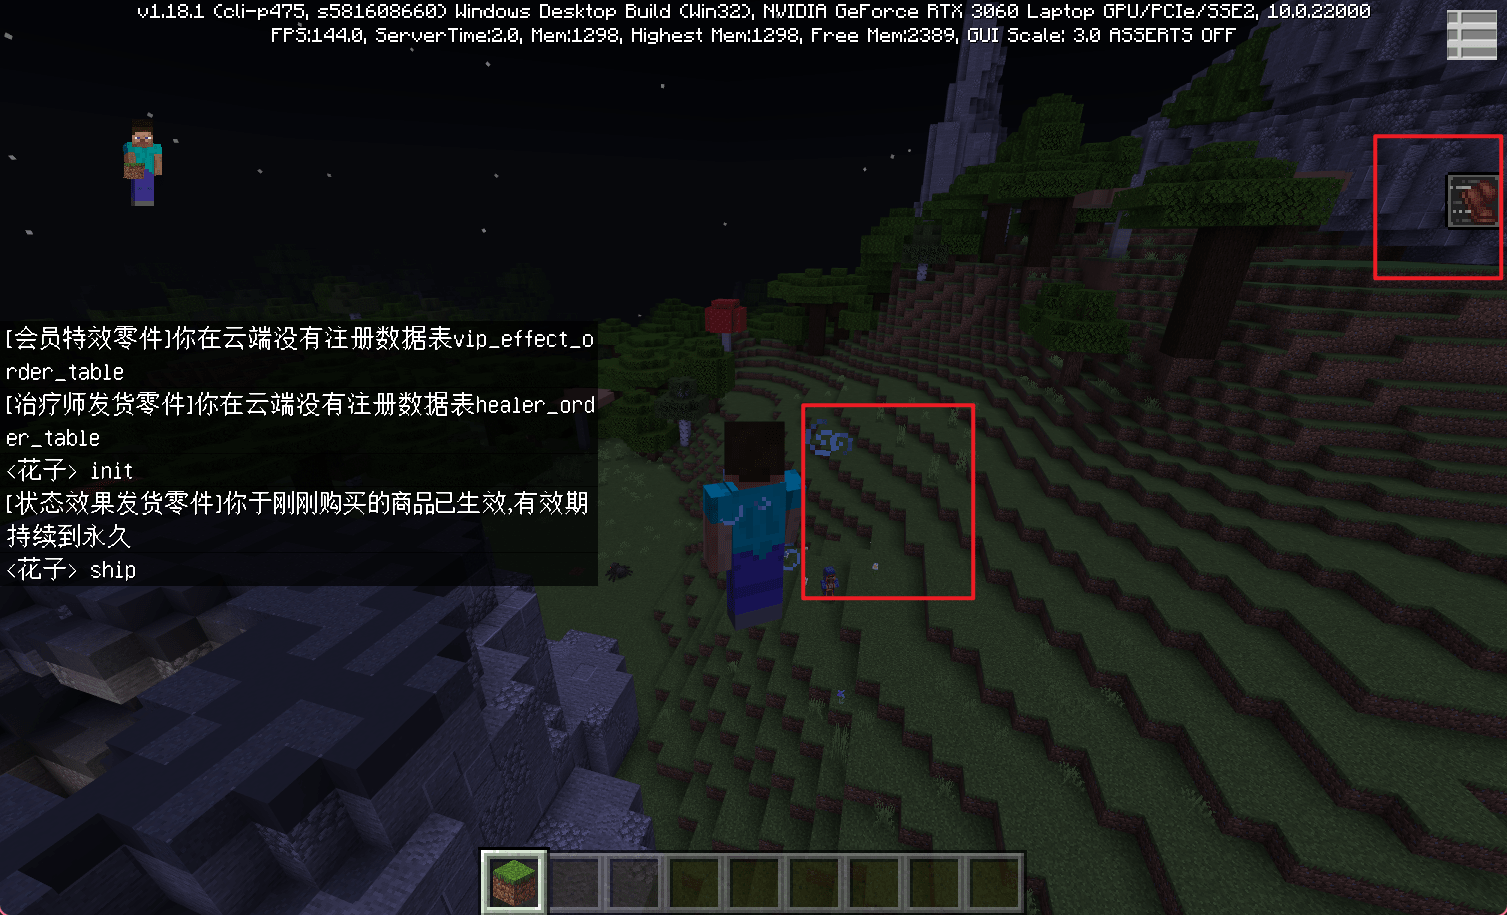 v1.18.1 (cli-p475, s581608660) Windows Desktop Build (Win32), NVIDIA GeForce RTX 3060 Laptop GPU/PCIe/SSE2, 10.0.22000
FPS:144.0, ServerTime:2.0, Mem:1298, Highest Mem:1298, Free Mem:2389, GUI Scale: 3.0 ASSERTS OFF
[会员特效零件]你在云端没有注册数据表vip_effect_o
rder_table
[治疗师发货零件]你在云端没有注册数据表healer_ord
er_table
<花子> init
[状态效果发货零件]你于刚刚购买的商品已生效,有效期
持续到永久
<花子> ship